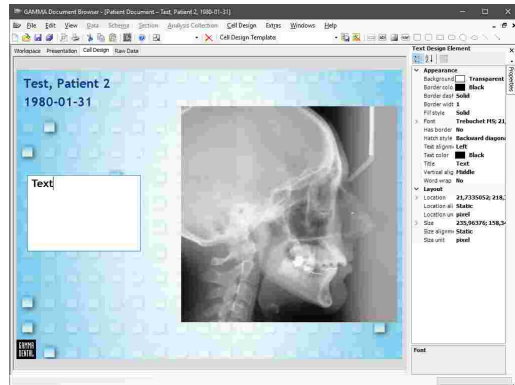 GAMMA Document Browser - [Patient Document - Test, Patient 2, 1980-01-31]
File Edit View Data Schema Section Analysis Collection Cell Design Extras Windows Help
Cell Design Template
Workspace Presentation Cell Design Raw Data
Test, Patient 2
1980-01-31
Text
GAMMA
DENTAL
Text Design Element
Properties
Appearance
Background Transparent
Border colo Black
Border dash Solid
Border widt 1
Fill style Solid
Font Trebuchet MS; 21,
Has border No
Hatch style Backward diagon
Text alignm Left
Text color Black
Title Text
Vertical alig Middle
Word wrap No
Layout
Location 21,7335052; 218,
Location ali Static
Location un pixel
Size 235,96376; 158,5
Size alignm Static
Size unit pixel
Font